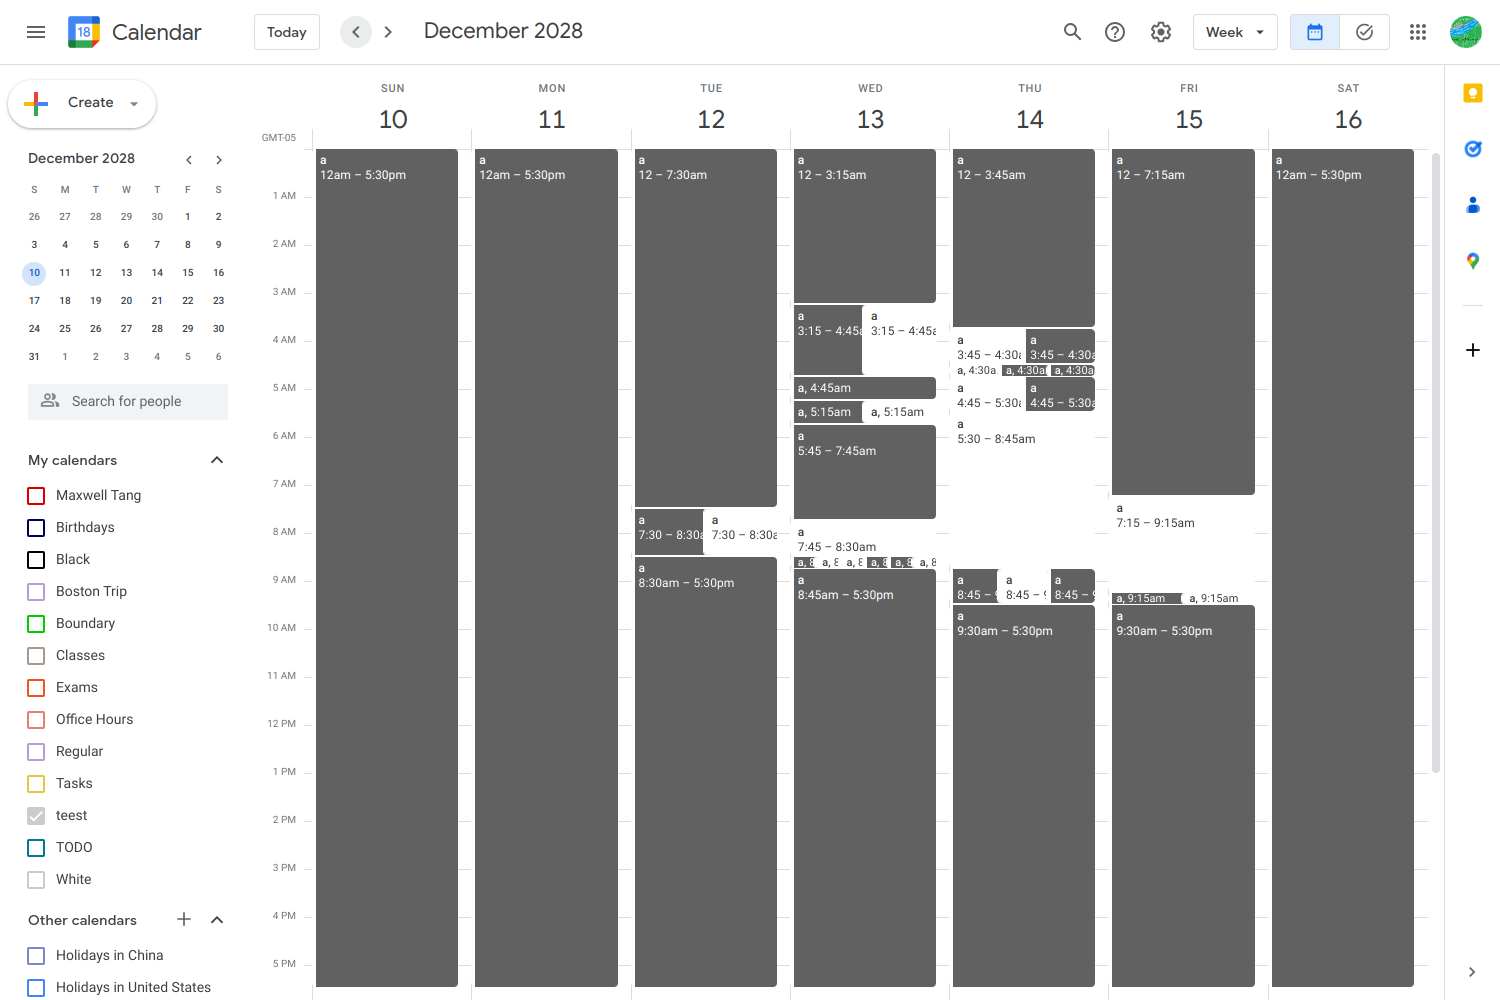 18
Calendar
Today
December 2028
Week
Create
December 2028
S M T W T F S
26 27 28 29 30 1 2
3 4 5 6 7 8 9
10 11 12 13 14 15 16
17 18 19 20 21 22 23
24 25 26 27 28 29 30
31 1 2 3 4 5 6
Search for people
My calendars
Maxwell Tang
Birthdays
Black
Boston Trip
Boundary
Classes
Exams
Office Hours
Regular
Tasks
teest
TODO
White
Other calendars
Holidays in China
Holidays in United States
GMT-05
1 AM
2 AM
3 AM
4 AM
5 AM
6 AM
7 AM
8 AM
9 AM
10 AM
11 AM
12 PM
1 PM
2 PM
3 PM
4 PM
5 PM
SUN
10
a
12am – 5:30pm
MON
11
a
12am – 5:30pm
TUE
12
a
12 – 7:30am
a
7:30 – 8:30a
a
7:30 – 8:30a
a
8:30am – 5:30pm
WED
13
a
12 – 3:15am
a
3:15 – 4:45a
a
3:15 – 4:45a
a, 4:45am
a, 5:15am
a, 5:15am
a
5:45 – 7:45am
a
7:45 – 8:30am
a, 8
a, 8
a, 8
a, 8
a, 8
a, 8
a
8:45am – 5:30pm
THU
14
a
12 – 3:45am
a
3:45 – 4:30a
a
3:45 – 4:30a
a, 4:30a
a, 4:30a
a, 4:30a
a
4:45 – 5:30a
a
4:45 – 5:30a
a
5:30 – 8:45am
a
8:45 – 9
a
8:45 – 9
a
8:45 – 9
a
9:30am – 5:30pm
FRI
15
a
12 – 7:15am
a
7:15 – 9:15am
a, 9:15am
a, 9:15am
a
9:30am – 5:30pm
SAT
16
a
12am – 5:30pm